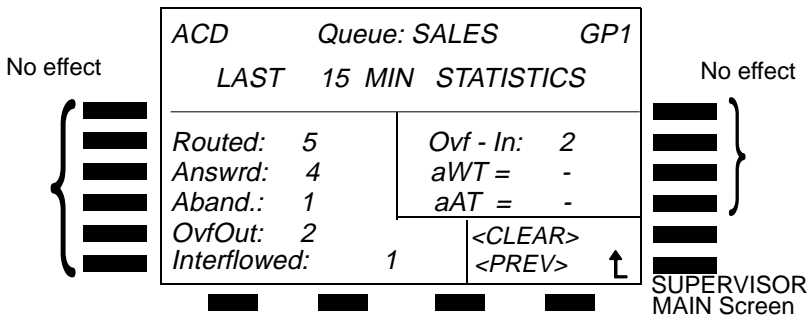 ACD Queue: SALES GP1
No effect
No effect
LAST 15 MIN STATISTICS
Routed: 5
Answrd: 4
Aband.: 1
OvfOut: 2
Interflowed: 1
Ovf - In: 2
aWT = -
aAT = -
<CLEAR>
<PREV>
SUPERVISOR
MAIN Screen